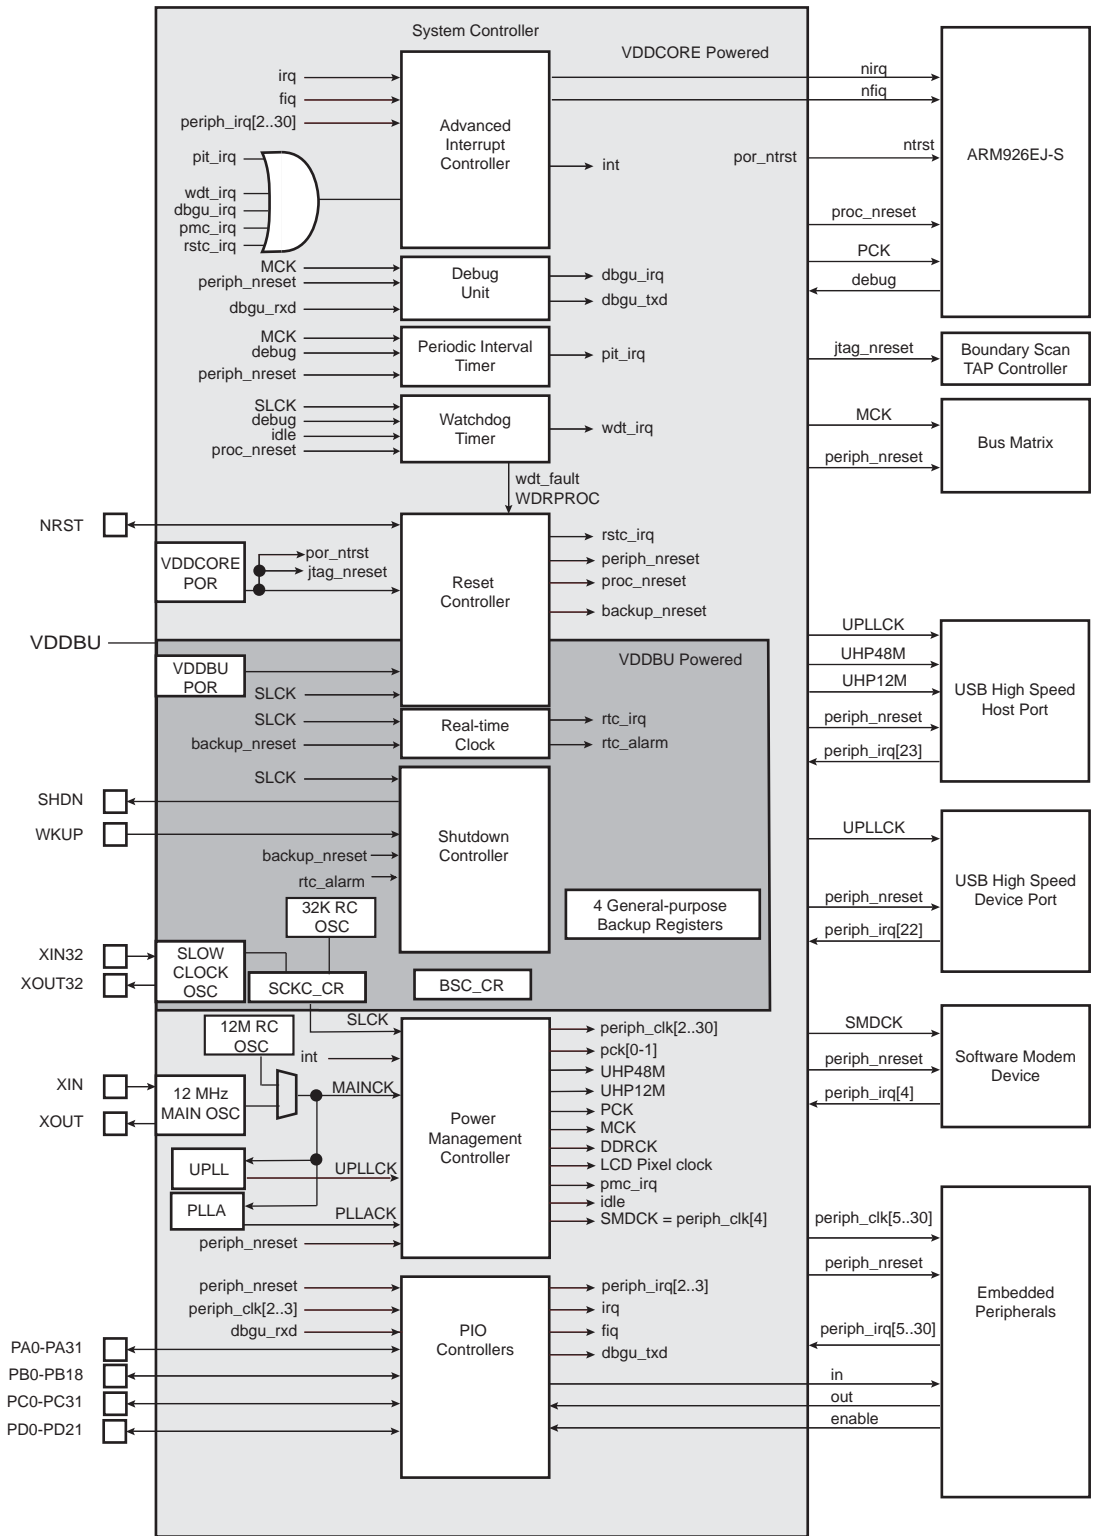 System Controller
VDDCORE Powered
irq
fiq
periph_irq[2..30]
pit_irq
wdt_irq
dbgu_irq
pmc_irq
rstc_irq
Advanced
Interrupt
Controller
int
nirq
nfiq
por_ntrst
ntrst
proc_nreset
PCK
debug
ARM926EJ-S
MCK
periph_nreset
dbgu_rxd
Debug
Unit
dbgu_irq
dbgu_txd
MCK
debug
periph_nreset
Periodic Interval
Timer
pit_irq
jtag_nreset
Boundary Scan
TAP Controller
SLCK
debug
idle
proc_nreset
Watchdog
Timer
wdt_irq
MCK
periph_nreset
Bus Matrix
wdt_fault
WDRPROC
NRST
VDDCORE
POR
por_ntrst
jtag_nreset
Reset
Controller
rstc_irq
periph_nreset
proc_nreset
backup_nreset
VDDBU
VDDBU Powered
VDDBU
POR
SLCK
UPLLCK
UHP48M
UHP12M
periph_nreset
periph_irq[23]
USB High Speed
Host Port
SLCK
backup_nreset
Real-time
Clock
rtc_irq
rtc_alarm
SLCK
SHDN
WKUP
backup_nreset
rtc_alarm
Shutdown
Controller
4 General-purpose
Backup Registers
UPLLCK
periph_nreset
periph_irq[22]
USB High Speed
Device Port
32K RC
OSC
XIN32
XOUT32
SLOW
CLOCK
OSC
SCKC_CR
BSC_CR
SLCK
12M RC
OSC
int
XIN
XOUT
12 MHz
MAIN OSC
MAINCK
UPLL
UPLLCK
PLLA
PLLACK
periph_nreset
Power
Management
Controller
periph_clk[2..30]
pck[0-1]
UHP48M
UHP12M
PCK
MCK
DDRCK
LCD Pixel clock
pmc_irq
idle
SMDCK = periph_clk[4]
SMDCK
periph_nreset
periph_irq[4]
Software Modem
Device
periph_nreset
periph_clk[2..3]
dbgu_rxd
PA0-PA31
PB0-PB18
PC0-PC31
PD0-PD21
PIO
Controllers
periph_irq[2..3]
irq
fiq
dbgu_txd
periph_clk[5..30]
periph_nreset
periph_irq[5..30]
in
out
enable
Embedded
Peripherals